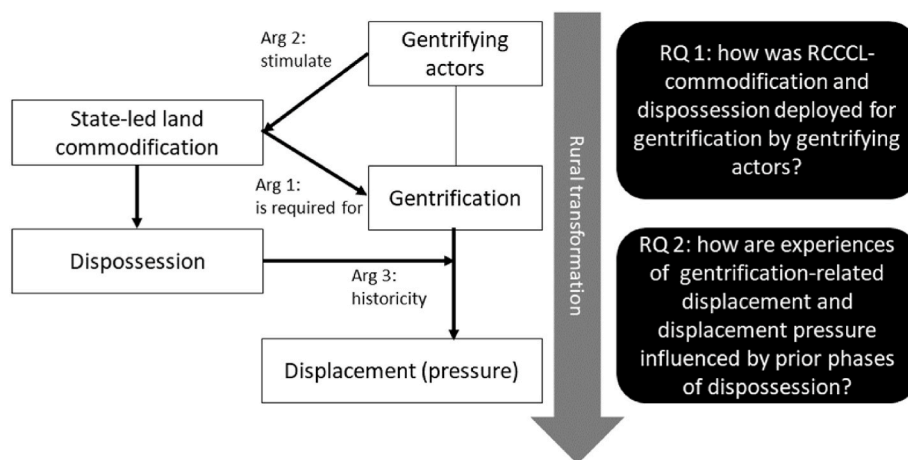 Arg 2:
stimulate
Gentrifying
actors
State-led land
commodification
Arg 1:
is required for
Gentrification
Dispossession
Arg 3:
historicity
Displacement (pressure)
Rural transformation
RQ 1: how was RCCCL-
commodification and
dispossession deployed for
gentrification by gentrifying
actors?
RQ 2: how are experiences
of gentrification-related
displacement and
displacement pressure
influenced by prior phases
of dispossession?